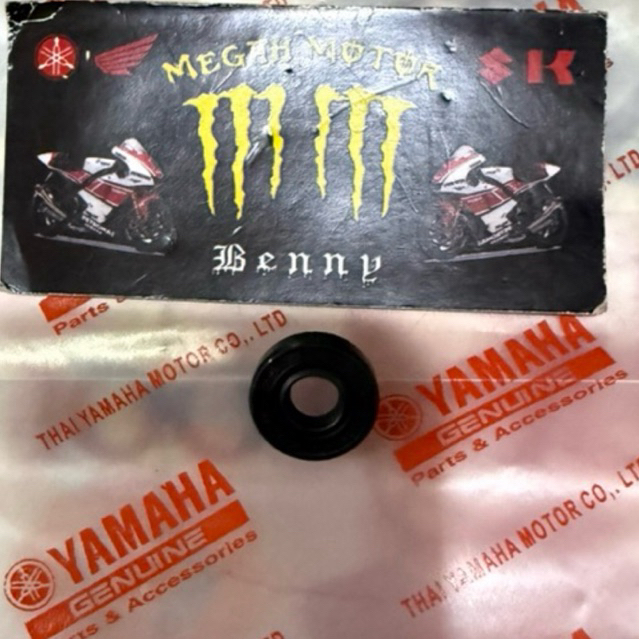 MEGAH MOTOR
Benny
Parts &
THAI YAMAHA MOTOR CO,. LTD
YAMAHA
GENUINE
Parts & Accessories
YAMAHA
GENUINE
Parts & Accessories
THAI YAMAHA MOTOR CO,. LTD
LTD